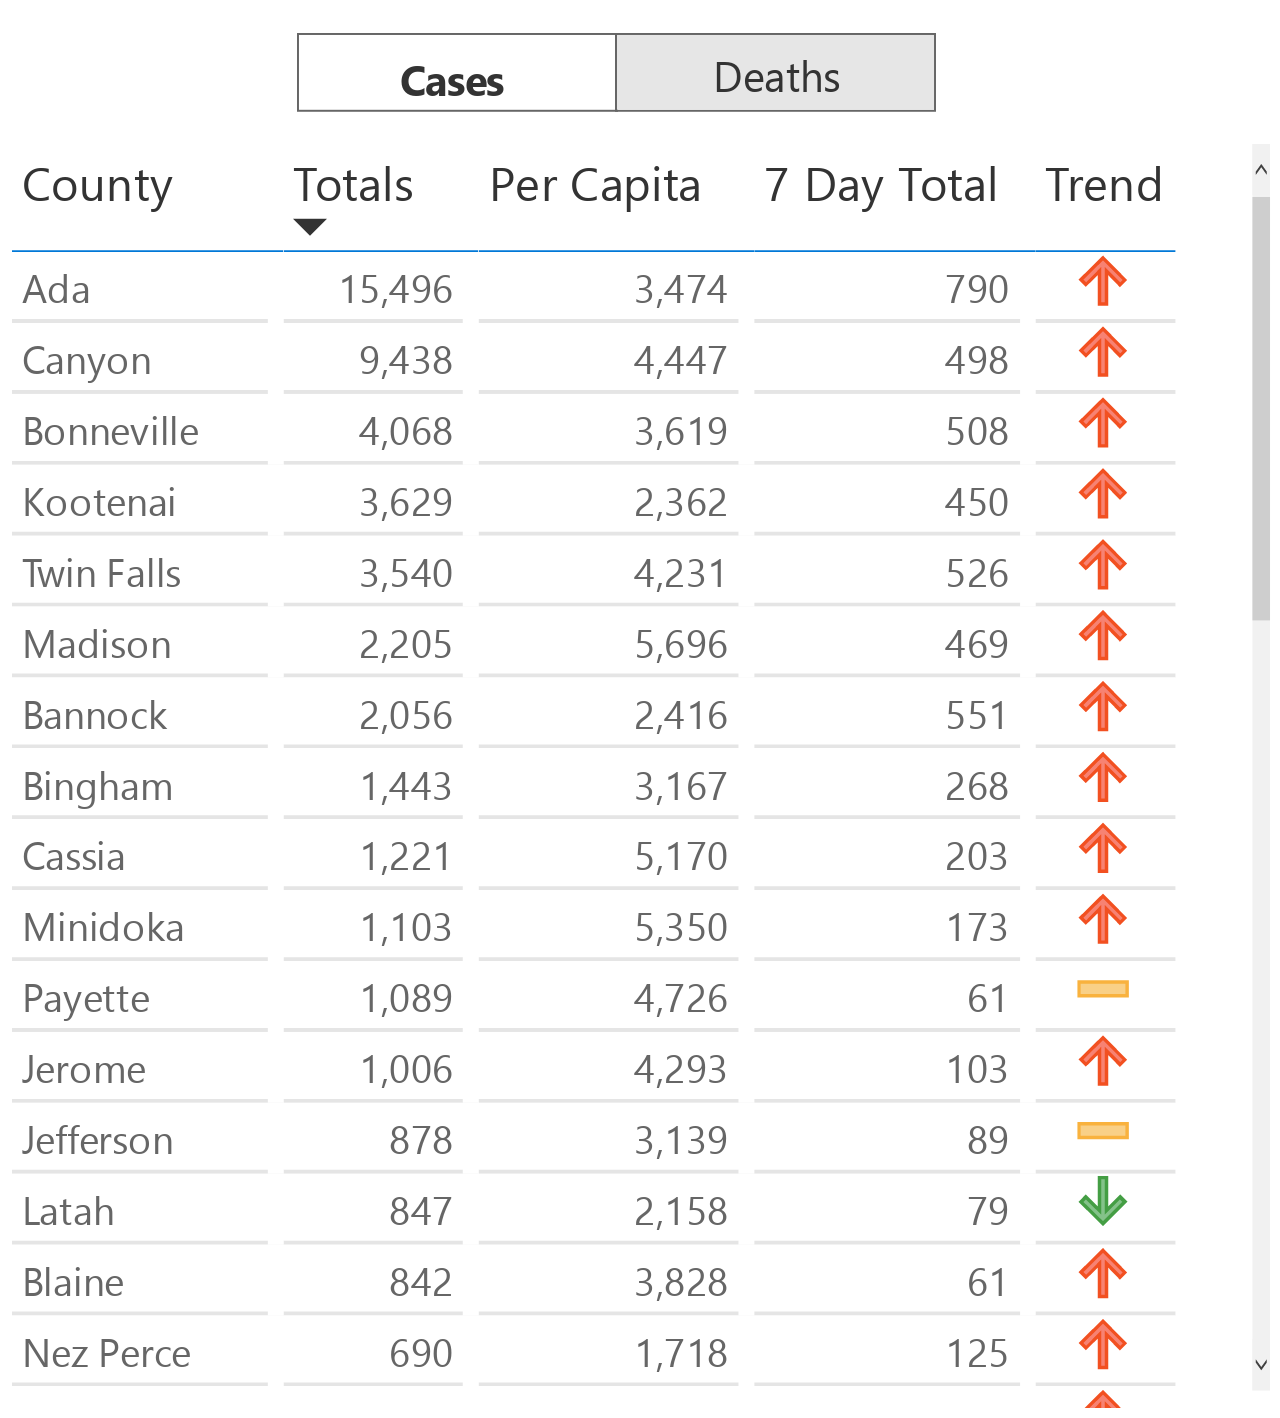 Cases Deaths
County Totals Per Capita 7 Day Total Trend
Ada 15,496 3,474 790
Canyon 9,438 4,447 498
Bonneville 4,068 3,619 508
Kootenai 3,629 2,362 450
Twin Falls 3,540 4,231 526
Madison 2,205 5,696 469
Bannock 2,056 2,416 551
Bingham 1,443 3,167 268
Cassia 1,221 5,170 203
Minidoka 1,103 5,350 173
Payette 1,089 4,726 61
Jerome 1,006 4,293 103
Jefferson 878 3,139 89
Latah 847 2,158 79
Blaine 842 3,828 61
Nez Perce 690 1,718 125